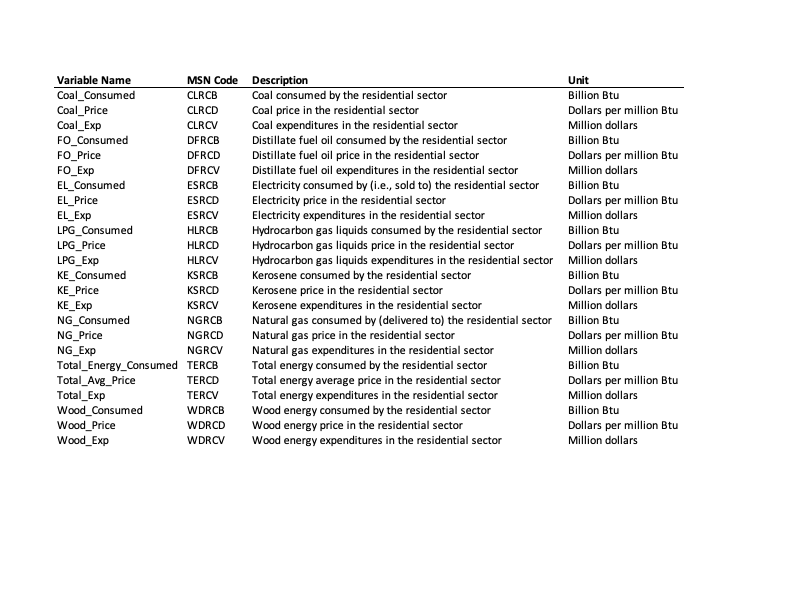 Variable Name MSN Code Description Unit
Coal_Consumed CLRCB Coal consumed by the residential sector Billion Btu
Coal_Price CLRCD Coal price in the residential sector Dollars per million Btu
Coal_Exp CLRCV Coal expenditures in the residential sector Million dollars
FO_Consumed DFRCB Distillate fuel oil consumed by the residential sector Billion Btu
FO_Price DFRCD Distillate fuel oil price in the residential sector Dollars per million Btu
FO_Exp DFRCV Distillate fuel oil expenditures in the residential sector Million dollars
EL_Consumed ESRCB Electricity consumed by (i.e., sold to) the residential sector Billion Btu
EL_Price ESRCD Electricity price in the residential sector Dollars per million Btu
EL_Exp ESRCV Electricity expenditures in the residential sector Million dollars
LPG_Consumed HLRCB Hydrocarbon gas liquids consumed by the residential sector Billion Btu
LPG_Price HLRCD Hydrocarbon gas liquids price in the residential sector Dollars per million Btu
LPG_Exp HLRCV Hydrocarbon gas liquids expenditures in the residential sector Million dollars
KE_Consumed KSRCB Kerosene consumed by the residential sector Billion Btu
KE_Price KSRCD Kerosene price in the residential sector Dollars per million Btu
KE_Exp KSRCV Kerosene expenditures in the residential sector Million dollars
NG_Consumed NGRCB Natural gas consumed by (delivered to) the residential sector Billion Btu
NG_Price NGRCD Natural gas price in the residential sector Dollars per million Btu
NG_Exp NGRCV Natural gas expenditures in the residential sector Million dollars
Total_Energy_Consumed TERCB Total energy consumed by the residential sector Billion Btu
Total_Avg_Price TERCD Total energy average price in the residential sector Dollars per million Btu
Total_Exp TERCV Total energy expenditures in the residential sector Million dollars
Wood_Consumed WDRCB Wood energy consumed by the residential sector Billion Btu
Wood_Price WDRCD Wood energy price in the residential sector Dollars per million Btu
Wood_Exp WDRCV Wood energy expenditures in the residential sector Million dollars